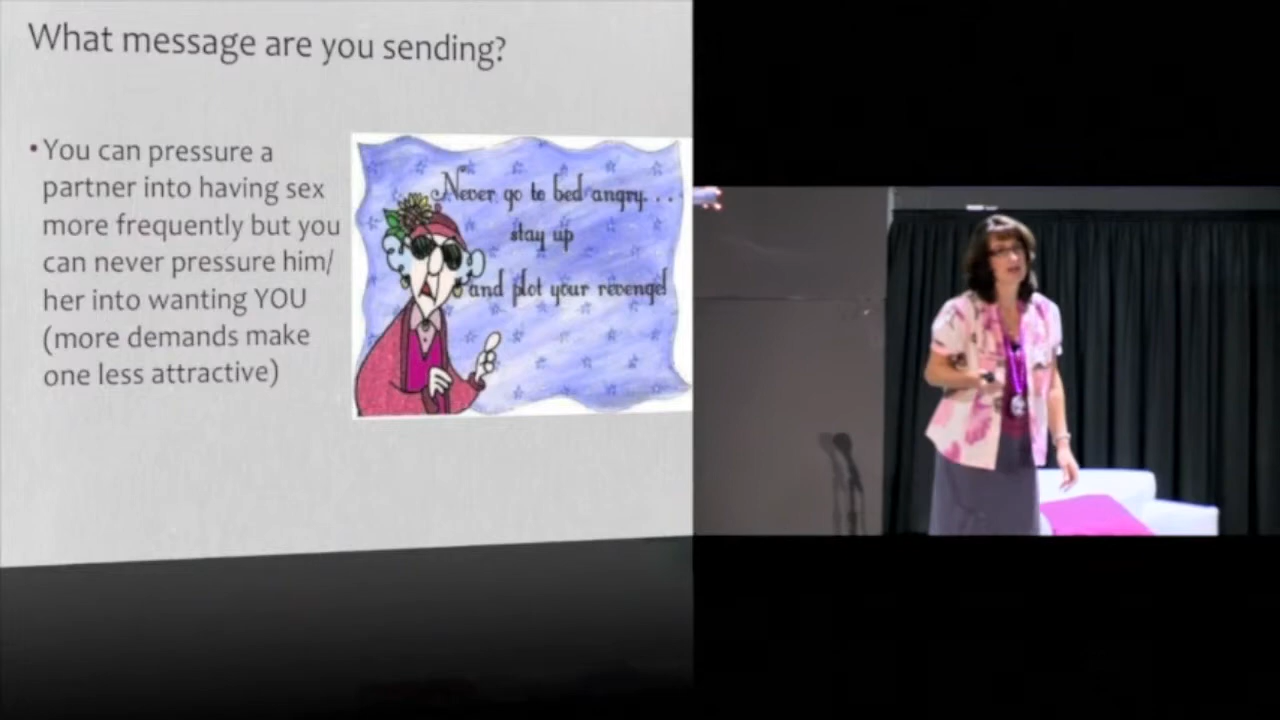 What message are you sending?
•You can pressure a
partner into having sex
more frequently but you
can never pressure him/
her into wanting YOU
(more demands make
one less attractive)
Never go to bed angry...
stay up
and plot your revenge!